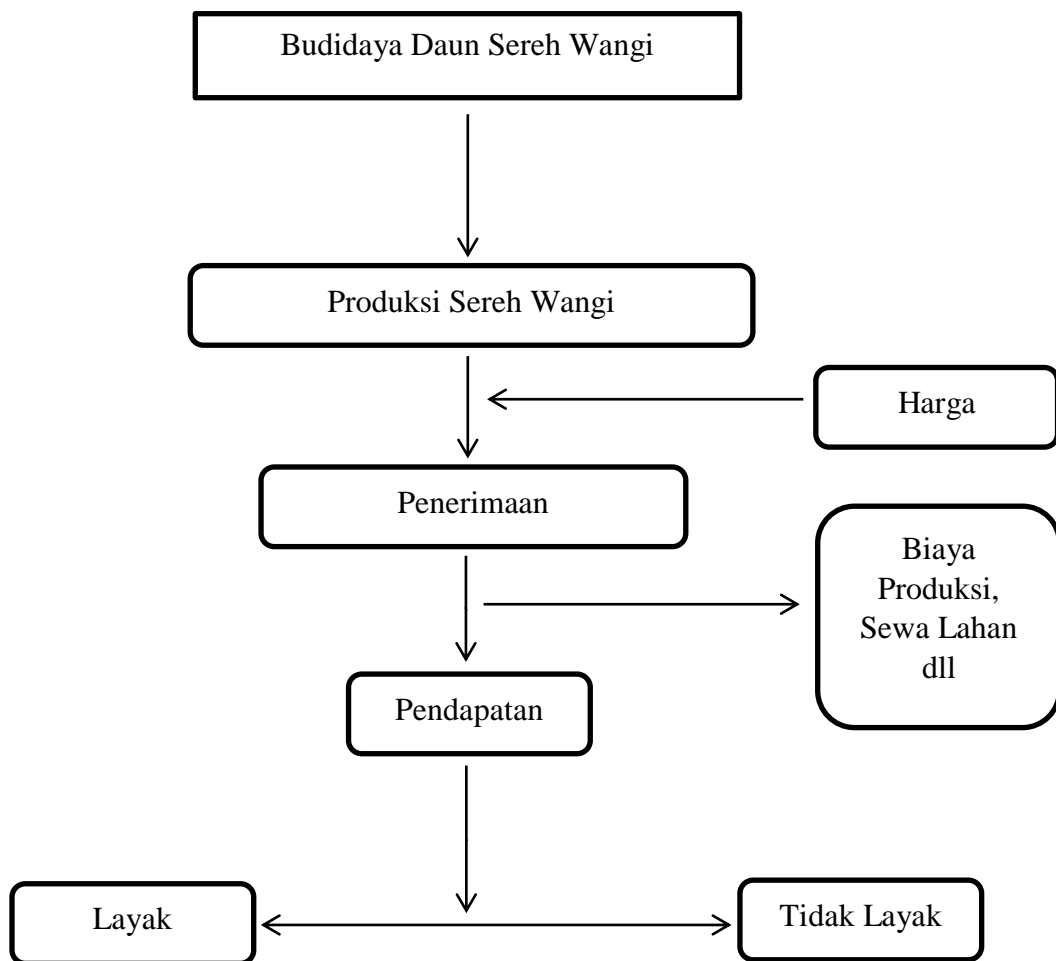 Budidaya Daun Sereh Wangi
Produksi Sereh Wangi
Harga
Penerimaan
Biaya
Produksi,
Sewa Lahan
dll
Pendapatan
Layak
Tidak Layak